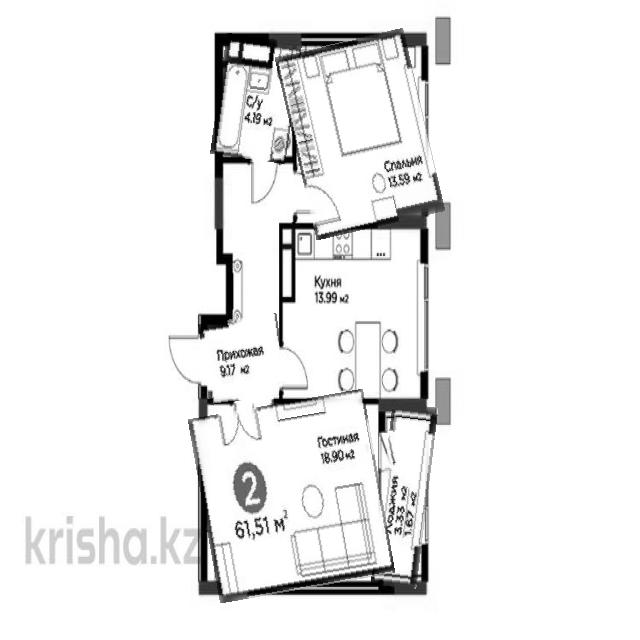 С/у
4.19 м2
Спальня
13.59 м2
Кухня
13.99 м2
Прихожая
9.17 м2
Гостиная
18.90 м2
2
61,51 м2
Лоджия
3.33 м2
1.67 м2
krisha.kz